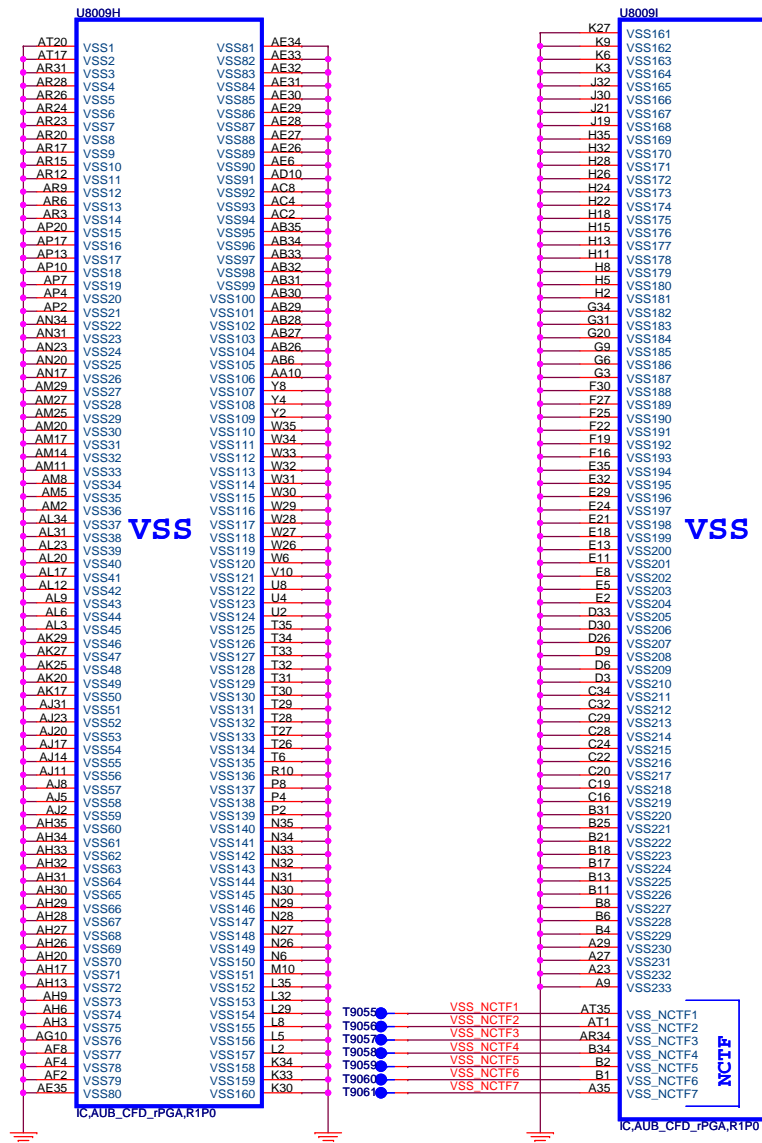 U8009H
AT20 VSS1 VSS81 AE34
AT17 VSS2 VSS82 AE33
AR31 VSS3 VSS83 AE32
AR28 VSS4 VSS84 AE31
AR26 VSS5 VSS85 AE30
AR24 VSS6 VSS86 AE29
AR23 VSS7 VSS87 AE28
AR20 VSS8 VSS88 AE27
AR17 VSS9 VSS89 AE26
AR15 VSS10 VSS90 AE6
AR12 VSS11 VSS91 AD10
AR9 VSS12 VSS92 AC8
AR6 VSS13 VSS93 AC4
AR3 VSS14 VSS94 AC2
AP20 VSS15 VSS95 AB35
AP17 VSS16 VSS96 AB34
AP13 VSS17 VSS97 AB33
AP10 VSS18 VSS98 AB32
AP7 VSS19 VSS99 AB31
AP4 VSS20 VSS100 AB30
AP2 VSS21 VSS101 AB29
AN34 VSS22 VSS102 AB28
AN31 VSS23 VSS103 AB27
AN23 VSS24 VSS104 AB26
AN20 VSS25 VSS105 AB6
AN17 VSS26 VSS106 AA10
AM29 VSS27 VSS107 Y8
AM27 VSS28 VSS108 Y4
AM25 VSS29 VSS109 Y2
AM20 VSS30 VSS110 W35
AM17 VSS31 VSS111 W34
AM14 VSS32 VSS112 W33
AM11 VSS33 VSS113 W32
AM8 VSS34 VSS114 W31
AM5 VSS35 VSS115 W30
AM2 VSS36 VSS116 W29
AL34 VSS37 VSS117 W28
VSS
AL31 VSS38 VSS118 W27
AL23 VSS39 VSS119 W26
AL20 VSS40 VSS120 W6
AL17 VSS41 VSS121 V10
AL12 VSS42 VSS122 U8
AL9 VSS43 VSS123 U4
AL6 VSS44 VSS124 U2
AL3 VSS45 VSS125 T35
AK29 VSS46 VSS126 T34
AK27 VSS47 VSS127 T33
AK25 VSS48 VSS128 T32
AK20 VSS49 VSS129 T31
AK17 VSS50 VSS130 T30
AJ31 VSS51 VSS131 T29
AJ23 VSS52 VSS132 T28
AJ20 VSS53 VSS133 T27
AJ17 VSS54 VSS134 T26
AJ14 VSS55 VSS135 T6
AJ11 VSS56 VSS136 R10
AJ8 VSS57 VSS137 P8
AJ5 VSS58 VSS138 P4
AJ2 VSS59 VSS139 P2
AH35 VSS60 VSS140 N35
AH34 VSS61 VSS141 N34
AH33 VSS62 VSS142 N33
AH32 VSS63 VSS143 N32
AH31 VSS64 VSS144 N31
AH30 VSS65 VSS145 N30
AH29 VSS66 VSS146 N29
AH28 VSS67 VSS147 N28
AH27 VSS68 VSS148 N27
AH26 VSS69 VSS149 N26
AH20 VSS70 VSS150 N6
AH17 VSS71 VSS151 M10
AH13 VSS72 VSS152 L35
AH9 VSS73 VSS153 L32
AH6 VSS74 VSS154 L29
AH3 VSS75 VSS155 L8
AG10 VSS76 VSS156 L5
AF8 VSS77 VSS157 L2
AF4 VSS78 VSS158 K34
AF2 VSS79 VSS159 K33
AE35 VSS80 VSS160 K30
IC,AUB_CFD_rPGA,R1P0
U8009I
K27 VSS161
K9 VSS162
K6 VSS163
K3 VSS164
J32 VSS165
J30 VSS166
J21 VSS167
J19 VSS168
H35 VSS169
H32 VSS170
H28 VSS171
H26 VSS172
H24 VSS173
H22 VSS174
H18 VSS175
H15 VSS176
H13 VSS177
H11 VSS178
H8 VSS179
H5 VSS180
H2 VSS181
G34 VSS182
G31 VSS183
G20 VSS184
G9 VSS185
G6 VSS186
G3 VSS187
F30 VSS188
F27 VSS189
F25 VSS190
F22 VSS191
F19 VSS192
F16 VSS193
E35 VSS194
E32 VSS195
E29 VSS196
E24 VSS197
E21 VSS198
VSS
E18 VSS199
E13 VSS200
E11 VSS201
E8 VSS202
E5 VSS203
E2 VSS204
D33 VSS205
D30 VSS206
D26 VSS207
D9 VSS208
D6 VSS209
D3 VSS210
C34 VSS211
C32 VSS212
C29 VSS213
C28 VSS214
C24 VSS215
C22 VSS216
C20 VSS217
C19 VSS218
C16 VSS219
B31 VSS220
B25 VSS221
B21 VSS222
B18 VSS223
B17 VSS224
B13 VSS225
B11 VSS226
B8 VSS227
B6 VSS228
B4 VSS229
A29 VSS230
A27 VSS231
A23 VSS232
A9 VSS233
T9055 VSS_NCTF1 AT35 VSS_NCTF1
T9056 VSS_NCTF2 AT1 VSS_NCTF2
T9057 VSS_NCTF3 AR34 VSS_NCTF3
T9058 VSS_NCTF4 B34 VSS_NCTF4
T9059 VSS_NCTF5 B2 VSS_NCTF5
T9060 VSS_NCTF6 B1 VSS_NCTF6
T9061 VSS_NCTF7 A35 VSS_NCTF7
NCTF
IC,AUB_CFD_rPGA,R1P0